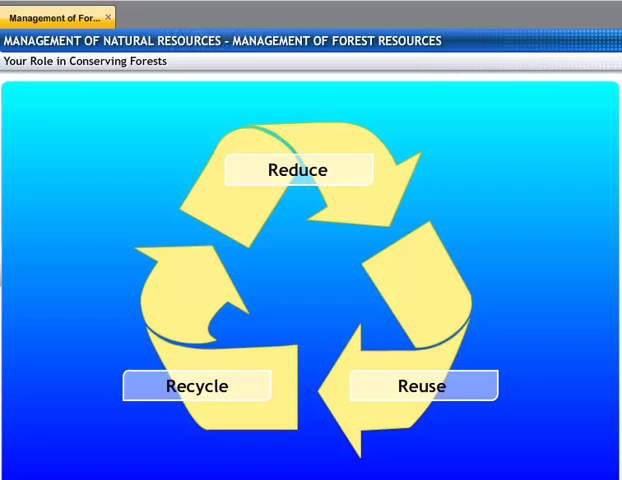 Management of For...
MANAGEMENT OF NATURAL RESOURCES - MANAGEMENT OF FOREST RESOURCES
Your Role in Conserving Forests
Reduce
Recycle
Reuse